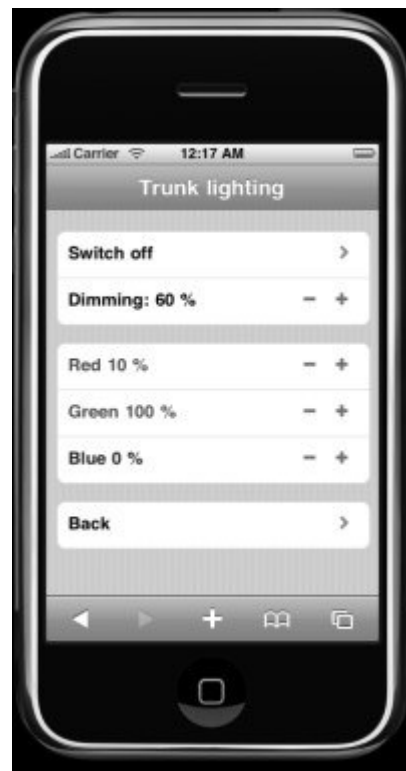 Carrier 12:17 AM
Trunk lighting
Switch off
Dimming: 60 % - +
Red 10 % - +
Green 100 % - +
Blue 0 % - +
Back